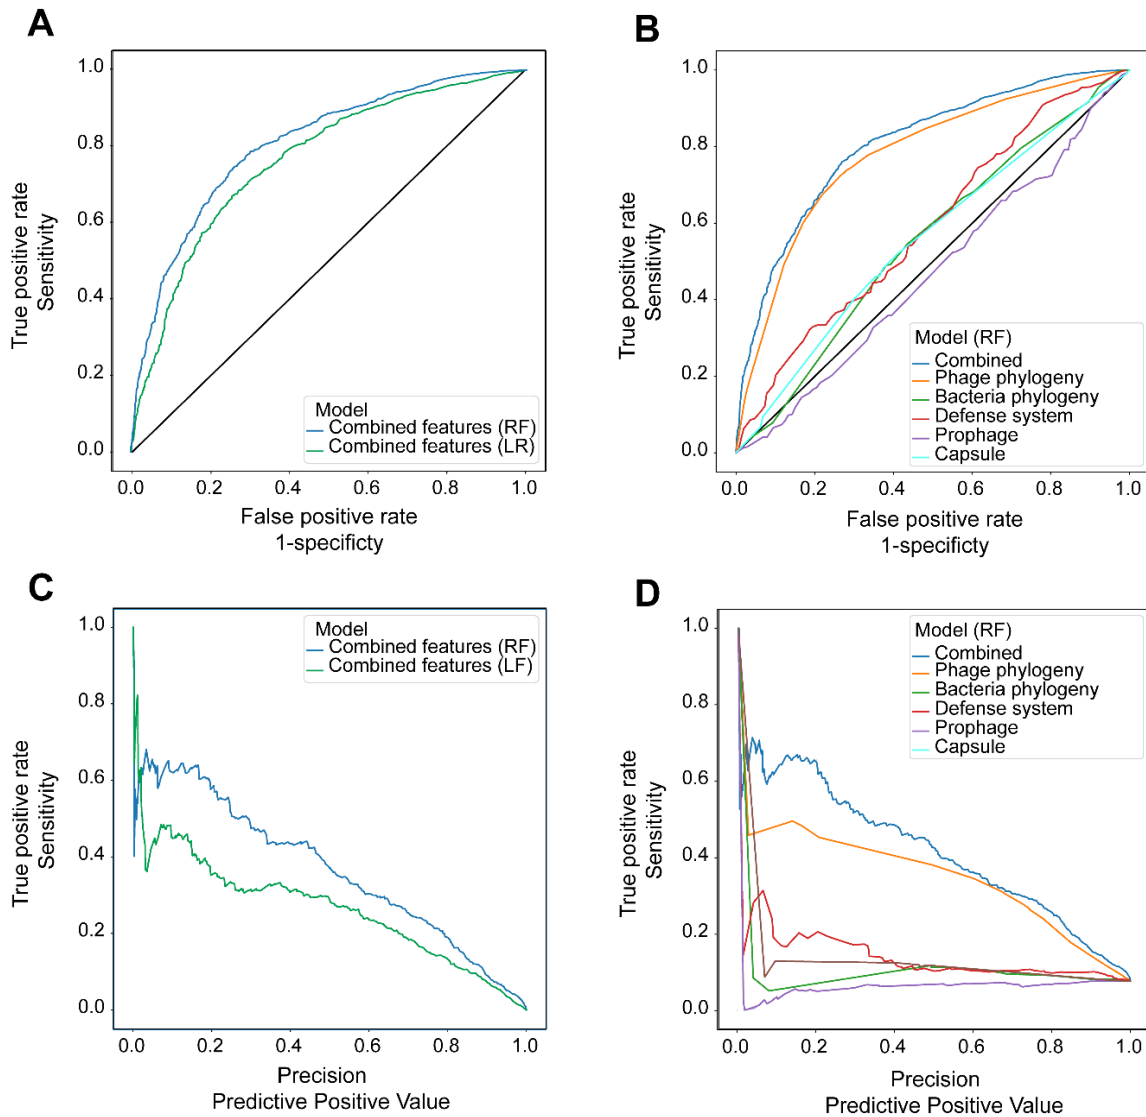 A
1.0
0.8
0.6
0.4
0.2
0.0
True positive rate
Sensitivity
Model
Combined features (RF)
Combined features (LR)
0.0 0.2 0.4 0.6 0.8 1.0
False positive rate
1-specificty
B
1.0
0.8
0.6
0.4
0.2
0.0
True positive rate
Sensitivity
Model (RF)
Combined
Phage phylogeny
Bacteria phylogeny
Defense system
Prophage
Capsule
0.0 0.2 0.4 0.6 0.8 1.0
False positive rate
1-specificty
C
1.0
0.8
0.6
0.4
0.2
0.0
True positive rate
Sensitivity
Model
Combined features (RF)
Combined features (LF)
0.0 0.2 0.4 0.6 0.8 1.0
Precision
Predictive Positive Value
D
1.0
0.8
0.6
0.4
0.2
0.0
True positive rate
Sensitivity
Model (RF)
Combined
Phage phylogeny
Bacteria phylogeny
Defense system
Prophage
Capsule
0.0 0.2 0.4 0.6 0.8 1.0
Precision
Predictive Positive Value